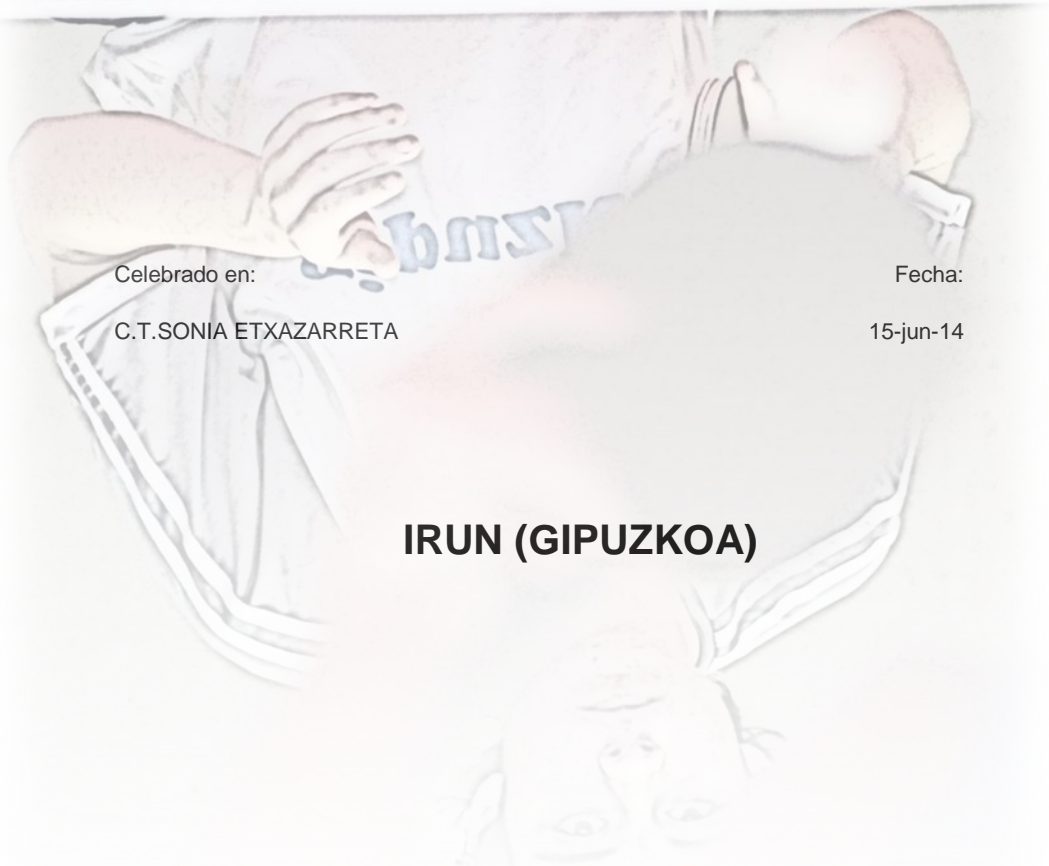 Celebrado en:
Fecha:
C.T.SONIA ETXAZARRETA
15-jun-14
IRUN (GIPUZKOA)